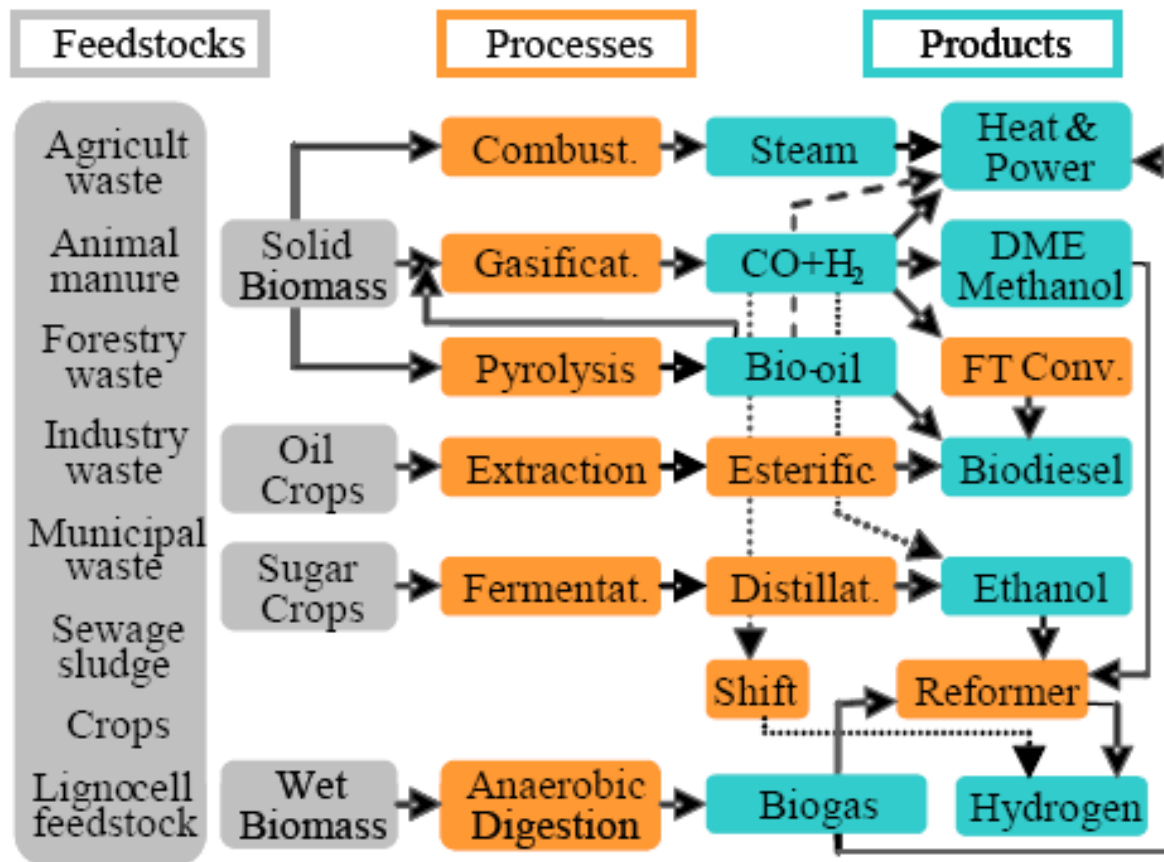 Feedstocks
Processes
Products
Agricult
waste
Animal
manure
Forestry
waste
Industry
waste
Municipal
waste
Sewage
sludge
Crops
Lignocell
feedstock
Solid
Biomass
Oil
Crops
Sugar
Crops
Wet
Biomass
Combust.
Gasificat.
Pyrolysis
Extraction
Fermentat.
Anaerobic
Digestion
Steam
CO+H₂
Bio-oil
Esterific.
Distillat.
Shift
Biogas
Heat &
Power
DME
Methanol
FT Conv.
Biodiesel
Ethanol
Reformer
Hydrogen